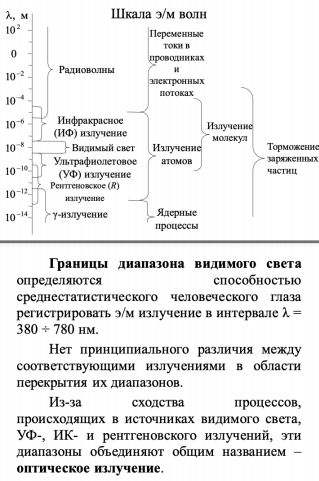 λ, м Шкала э/м волн
10²
0
10⁻²
10⁻⁴
10⁻⁶
10⁻⁸
10⁻¹⁰
10⁻¹²
10⁻¹⁴
Радиоволны
Инфракрасное
(ИФ) излучение
Видимый свет
Ультрафиолетовое
(УФ) излучение
Рентгеновское (R)
излучение
γ-излучение
Переменные
токи в
проводниках
и
электронных
потоках
Излучение
атомов
Ядерные
процессы
Излучение
молекул
Торможение
заряженных
частиц
Границы диапазона видимого света
определяются способностью
среднестатистического человеческого глаза
регистрировать э/м излучение в интервале λ =
380 ÷ 780 нм.
Нет принципиального различия между
соответствующими излучениями в области
перекрытия их диапазонов.
Из-за сходства процессов,
происходящих в источниках видимого света,
УФ-, ИК- и рентгеновского излучений, эти
диапазоны объединяют общим названием –
оптическое излучение.